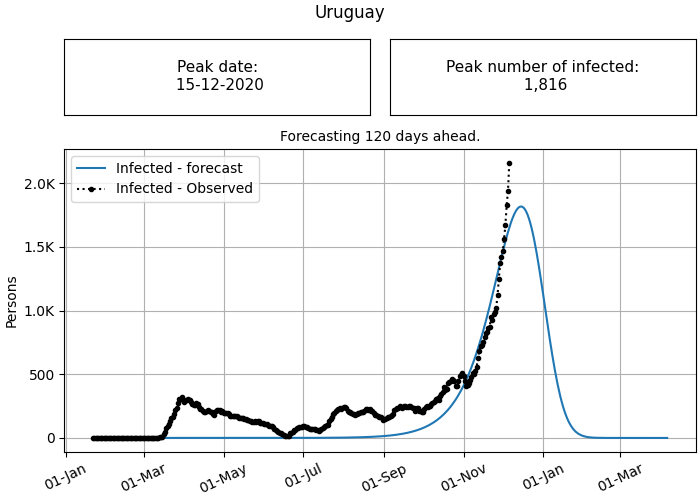 Uruguay
Peak date:
15-12-2020
Peak number of infected:
1,816
Forecasting 120 days ahead.
Infected - forecast
Infected - Observed
Persons
2.0K
1.5K
1.0K
500
0
01-Jan
01-Mar
01-May
01-Jul
01-Sep
01-Nov
01-Jan
01-Mar